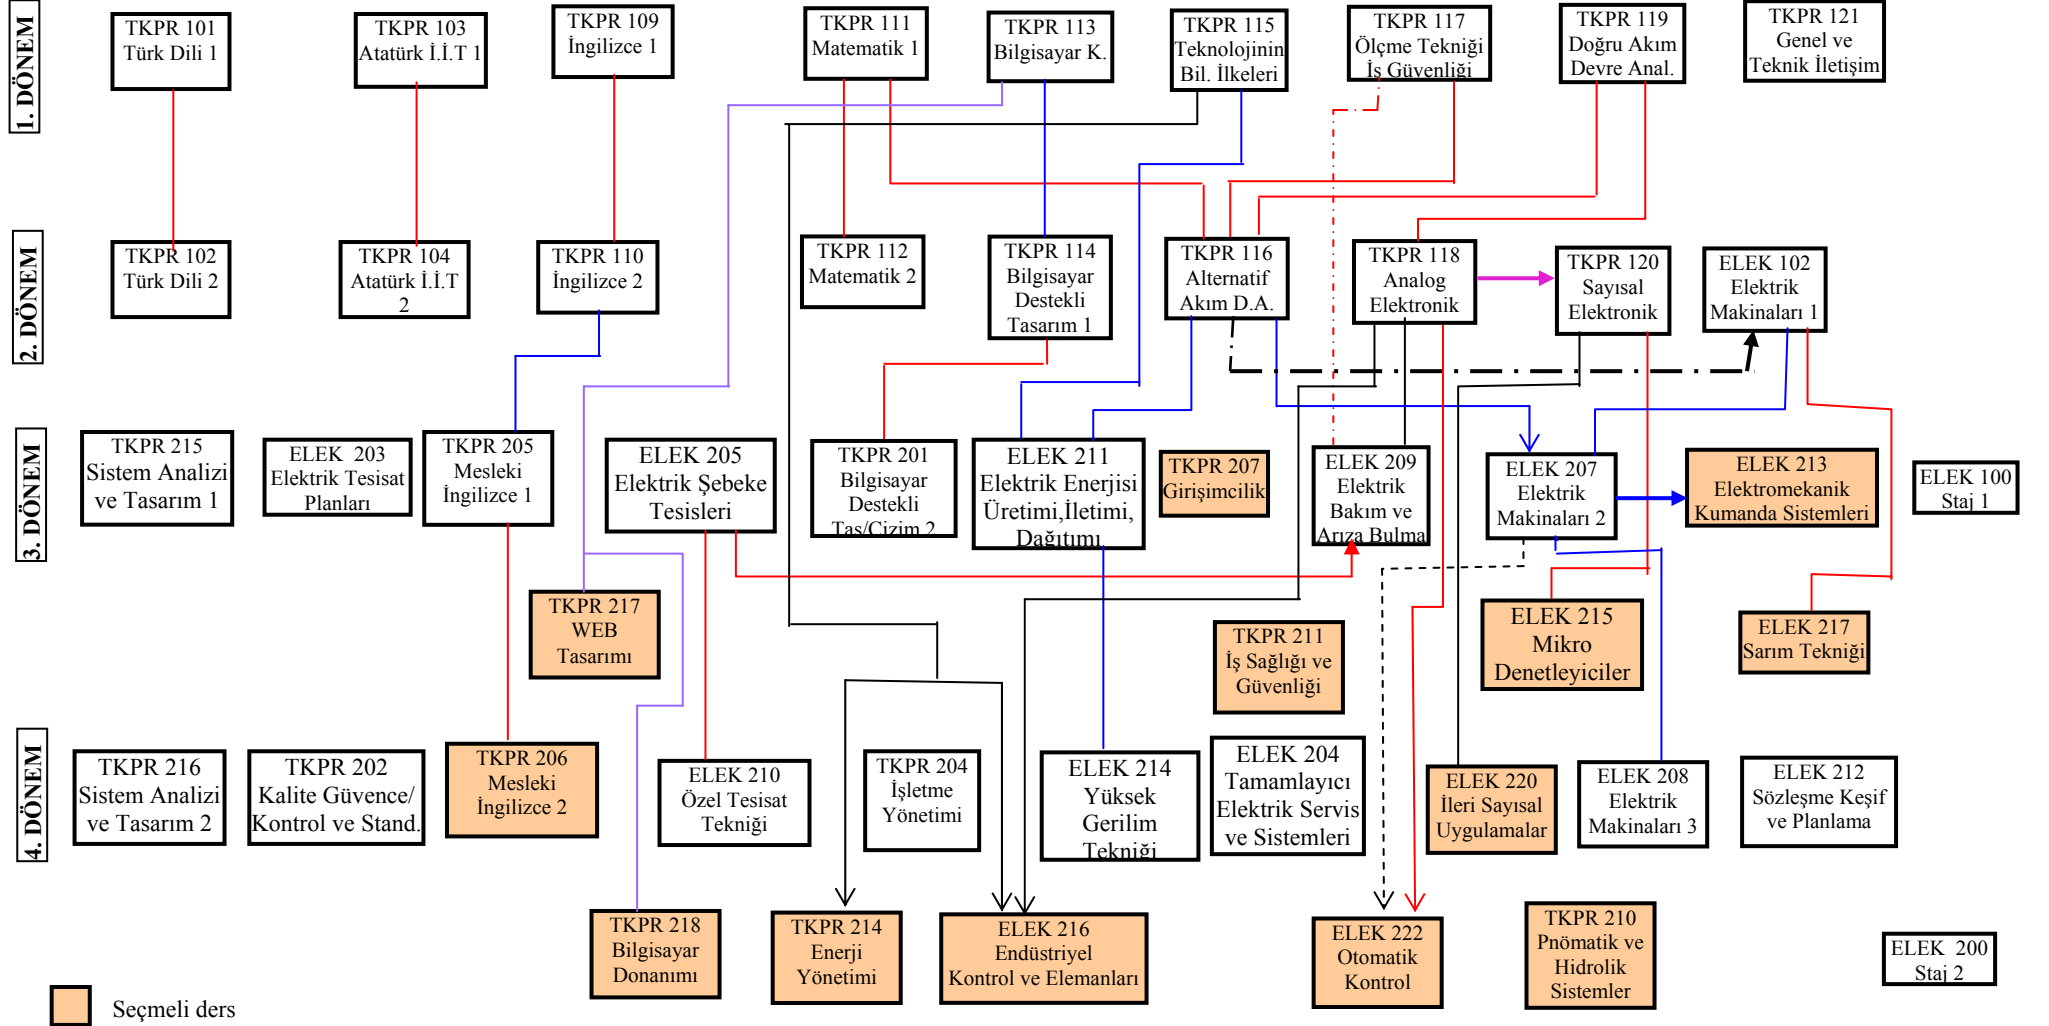 1. DÖNEM
TKPR 101
Türk Dili 1
TKPR 103
Atatürk İ.İ.T 1
TKPR 109
İngilizce 1
TKPR 111
Matematik 1
TKPR 113
Bilgisayar K.
TKPR 115
Teknolojinin
Bil. İlkeleri
TKPR 117
Ölçme Tekniği
İş Güvenliği
TKPR 119
Doğru Akım
Devre Anal.
TKPR 121
Genel ve
Teknik İletişim
2. DÖNEM
TKPR 102
Türk Dili 2
TKPR 104
Atatürk İ.İ.T
2
TKPR 110
İngilizce 2
TKPR 112
Matematik 2
TKPR 114
Bilgisayar
Destekli
Tasarım 1
TKPR 116
Alternatif
Akım D.A.
TKPR 118
Analog
Elektronik
TKPR 120
Sayısal
Elektronik
ELEK 102
Elektrik
Makinaları 1
3. DÖNEM
TKPR 215
Sistem Analizi
ve Tasarım 1
ELEK 203
Elektrik Tesisat
Planları
TKPR 205
Mesleki
İngilizce 1
ELEK 205
Elektrik Şebeke
Tesisleri
TKPR 201
Bilgisayar
Destekli
Tas/Çizim 2
ELEK 211
Elektrik Enerjisi
Üretimi,İletimi,
Dağıtımı
TKPR 207
Girişimcilik
ELEK 209
Elektrik
Bakım ve
Arıza Bulma
ELEK 207
Elektrik
Makinaları 2
ELEK 213
Elektromekanik
Kumanda Sistemleri
ELEK 100
Staj 1
TKPR 217
WEB
Tasarımı
TKPR 211
İş Sağlığı ve
Güvenliği
ELEK 215
Mikro
Denetleyiciler
ELEK 217
Sarım Tekniği
4. DÖNEM
TKPR 216
Sistem Analizi
ve Tasarım 2
TKPR 202
Kalite Güvence/
Kontrol ve Stand.
TKPR 206
Mesleki
İngilizce 2
ELEK 210
Özel Tesisat
Tekniği
TKPR 204
İşletme
Yönetimi
ELEK 214
Yüksek
Gerilim
Tekniği
ELEK 204
Tamamlayıcı
Elektrik Servis
ve Sistemleri
ELEK 220
İleri Sayısal
Uygulamalar
ELEK 208
Elektrik
Makinaları 3
ELEK 212
Sözleşme Keşif
ve Planlama
TKPR 218
Bilgisayar
Donanımı
TKPR 214
Enerji
Yönetimi
ELEK 216
Endüstriyel
Kontrol ve Elemanları
ELEK 222
Otomatik
Kontrol
TKPR 210
Pnömatik ve
Hidrolik
Sistemler
ELEK 200
Staj 2
Seçmeli ders